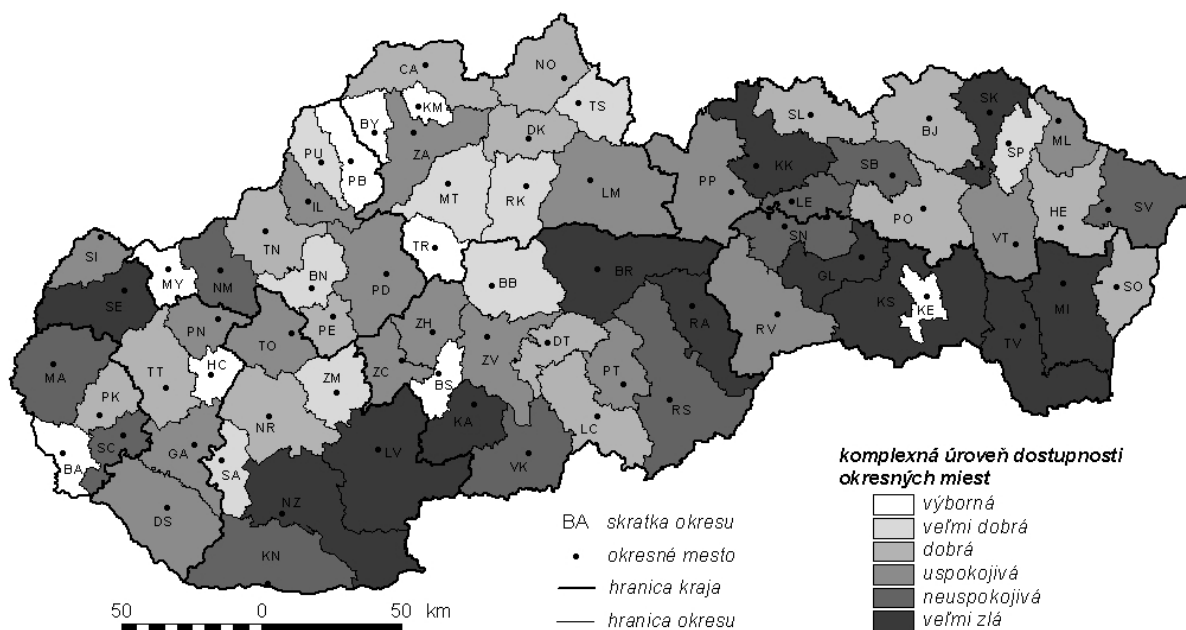 CA
NO
KM
TS
BY
SL
SK
BJ
PU
ZA
DK
SP
ML
PB
KK
SB
MT
RK
LM
PP
IL
LE
PO
HE
SV
TN
TR
SN
VT
SI
MY
NM
BN
PD
BB
BR
GL
KS
KE
MI
SO
SE
PN
PE
ZH
RA
RV
TV
TO
ZV
DT
MA
TT
HC
ZM
ZC
BS
PT
PK
NR
KA
RS
LC
SC
GA
BA
SA
LV
VK
DS
NZ
KN
komplexná úroveň dostupnosti
okresných miest
výborná
veľmi dobrá
dobrá
uspokojivá
neuspokojivá
veľmi zlá
BA skratka okresu
okresné mesto
hranica kraja
hranica okresu
50 0 50 km